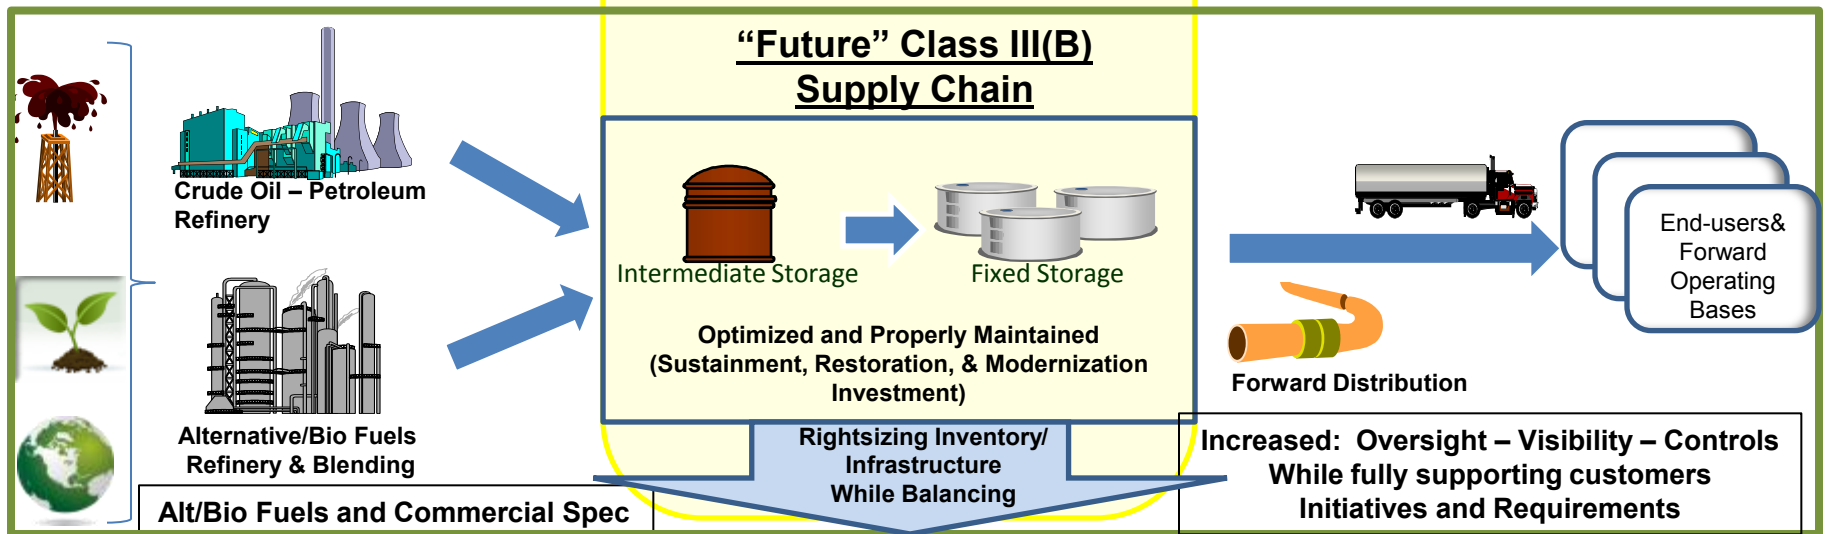 “Future” Class III(B)
Supply Chain
Crude Oil – Petroleum
Refinery
Alternative/Bio Fuels
Refinery & Blending
Alt/Bio Fuels and Commercial Spec
Intermediate Storage
Fixed Storage
Optimized and Properly Maintained
(Sustainment, Restoration, & Modernization
Investment)
Rightsizing Inventory/
Infrastructure
While Balancing
Forward Distribution
End-users&
Forward
Operating
Bases
Increased:  Oversight – Visibility – Controls
While fully supporting customers
Initiatives and Requirements